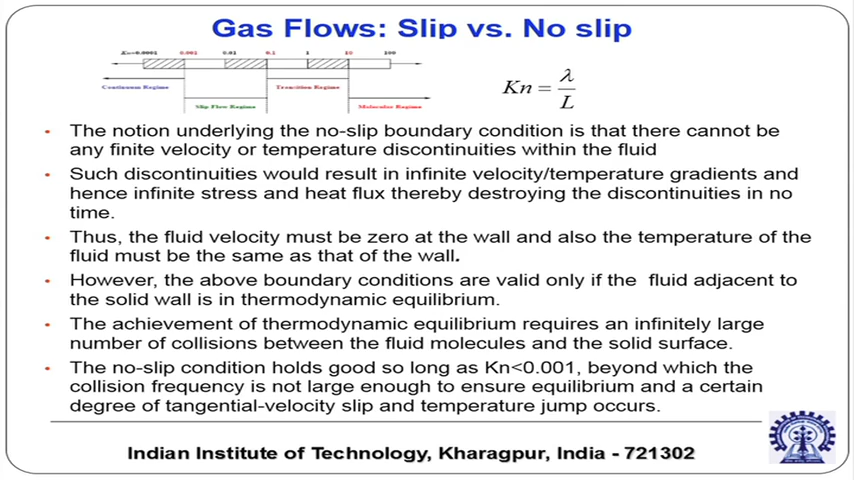 Gas Flows: Slip vs. No slip
Kn=0.0001 0.001 0.01 0.1 1 10 100
Continuum Regime Transition Regime
Slip Flow Regime Molecular Regime
Kn = λ / L
• The notion underlying the no-slip boundary condition is that there cannot be
any finite velocity or temperature discontinuities within the fluid
• Such discontinuities would result in infinite velocity/temperature gradients and
hence infinite stress and heat flux thereby destroying the discontinuities in no
time.
• Thus, the fluid velocity must be zero at the wall and also the temperature of the
fluid must be the same as that of the wall.
• However, the above boundary conditions are valid only if the fluid adjacent to
the solid wall is in thermodynamic equilibrium.
• The achievement of thermodynamic equilibrium requires an infinitely large
number of collisions between the fluid molecules and the solid surface.
• The no-slip condition holds good so long as Kn<0.001, beyond which the
collision frequency is not large enough to ensure equilibrium and a certain
degree of tangential-velocity slip and temperature jump occurs.
Indian Institute of Technology, Kharagpur, India - 721302